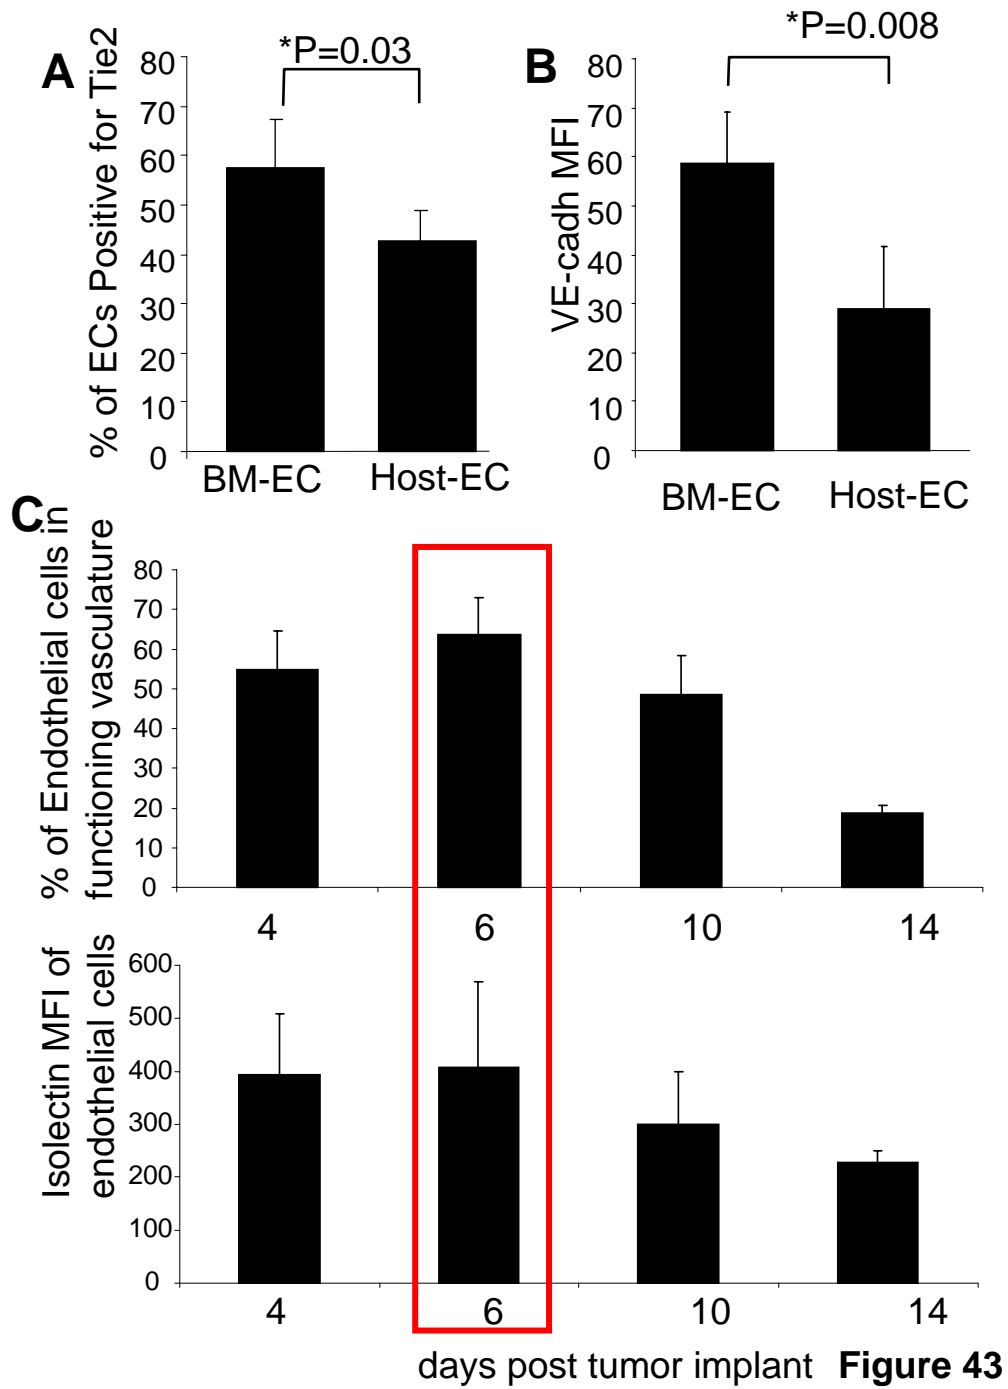 A
*P=0.03
% of ECs Positive for Tie2
80
70
60
50
40
30
20
10
0
BM-EC
Host-EC
B
*P=0.008
VE-cadh MFI
80
70
60
50
40
30
20
10
0
BM-EC
Host-EC
C
% of Endothelial cells in
functioning vasculature
80
70
60
50
40
30
20
10
0
4
6
10
14
Isolectin MFI of
endothelial cells
600
500
400
300
200
100
0
4
6
10
14
days post tumor implant
Figure 43